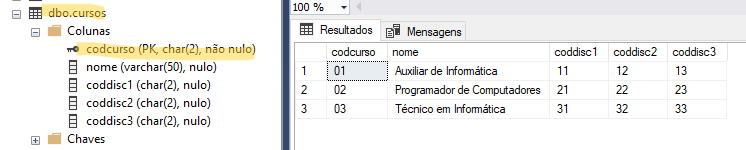 dbo.cursos
Colunas
codcurso (PK, char(2), não nulo)
nome (varchar(50), nulo)
coddisc1 (char(2), nulo)
coddisc2 (char(2), nulo)
coddisc3 (char(2), nulo)
Chaves
100 %
Resultados Mensagens
codcurso nome coddisc1 coddisc2 coddisc3
1 01 Auxiliar de Informática 11 12 13
2 02 Programador de Computadores 21 22 23
3 03 Técnico em Informática 31 32 33